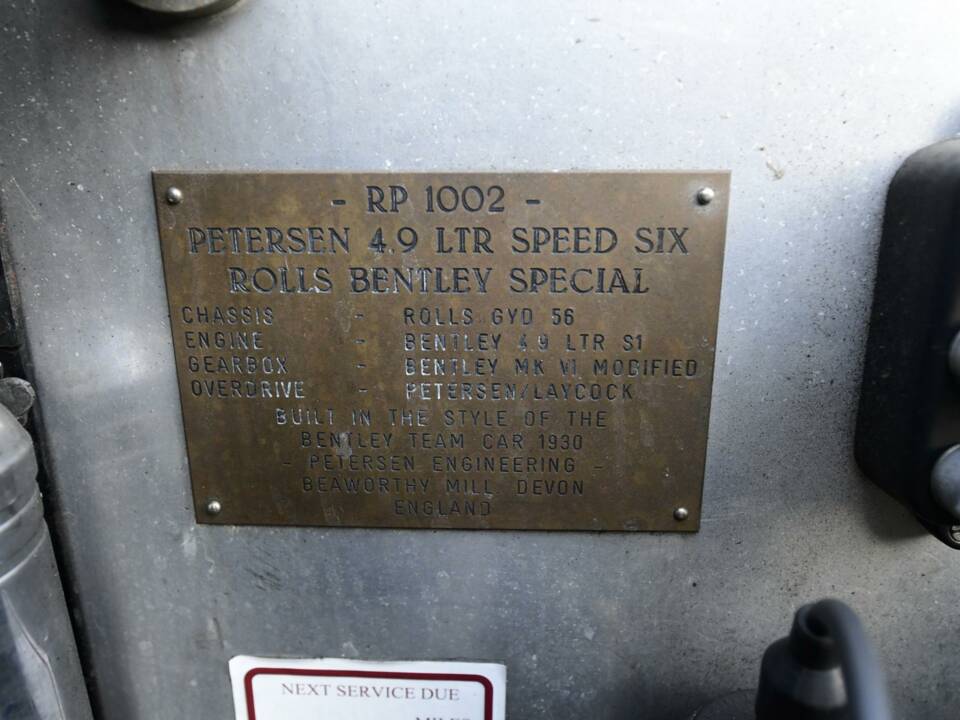 - RP 1002 -
PETERSEN 4.9 LTR SPEED SIX
ROLLS BENTLEY SPECIAL
CHASSIS - ROLLS GYD 56
ENGINE - BENTLEY 4.9 LTR S1
GEARBOX - BENTLEY MK VI MODIFIED
OVERDRIVE - PETERSEN/LAYCOCK
BUILT IN THE STYLE OF THE
BENTLEY TEAM CAR 1930
- PETERSEN ENGINEERING -
BEAWORTHY MILL DEVON
ENGLAND
NEXT SERVICE DUE
MILES